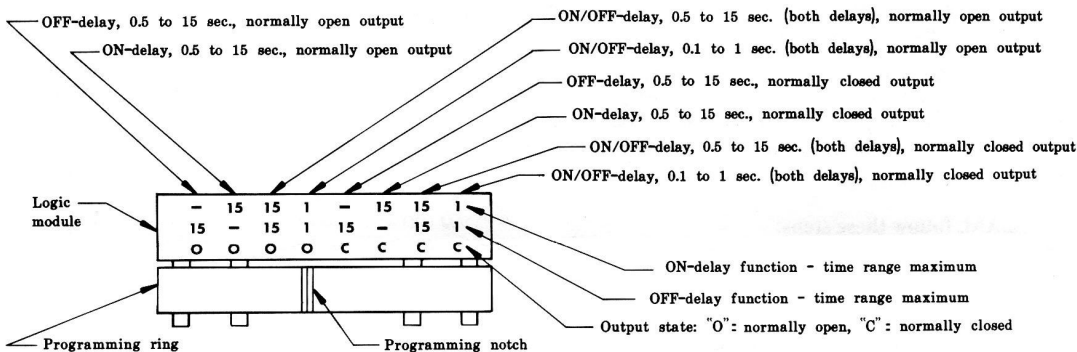 OFF-delay, 0.5 to 15 sec., normally open output
ON-delay, 0.5 to 15 sec., normally open output
ON/OFF-delay, 0.5 to 15 sec. (both delays), normally open output
ON/OFF-delay, 0.1 to 1 sec. (both delays), normally open output
OFF-delay, 0.5 to 15 sec., normally closed output
ON-delay, 0.5 to 15 sec., normally closed output
ON/OFF-delay, 0.5 to 15 sec. (both delays), normally closed output
ON/OFF-delay, 0.1 to 1 sec. (both delays), normally closed output
Logic
module
- 15 15 1 - 15 15 1
15 - 15 1 15 - 15 1
O O O O C C C C
ON-delay function - time range maximum
OFF-delay function - time range maximum
Output state: "O": normally open, "C": normally closed
Programming ring
Programming notch